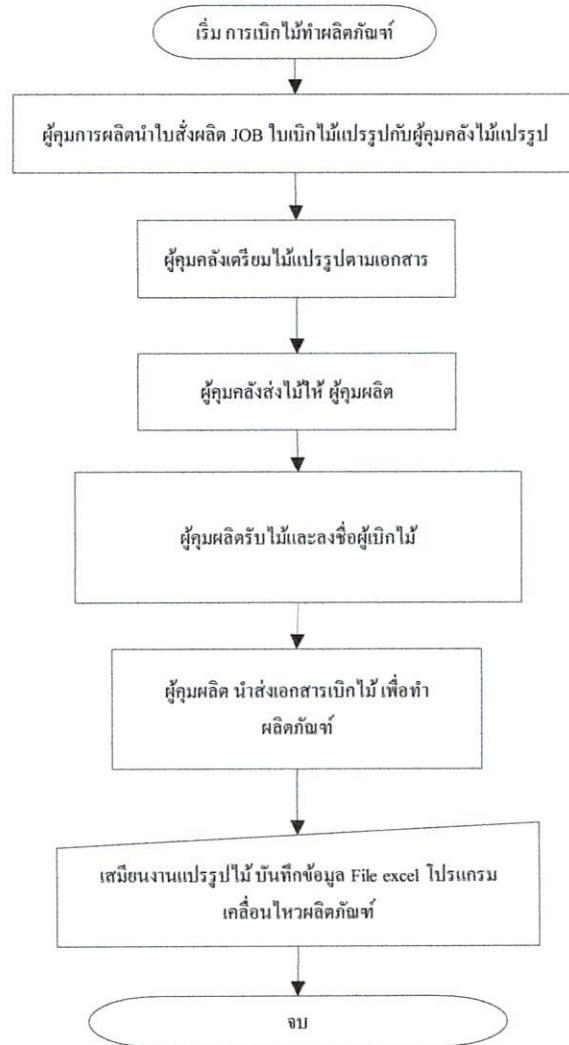 เริ่ม การเบิกไม้ทำผลิตภัณฑ์
ผู้คุมการผลิตนำใบสั่งผลิต JOB ใบเบิกไม้แปรรูปกับผู้คุมคลังไม้แปรรูป
ผู้คุมคลังเตรียมไม้แปรรูปตามเอกสาร
ผู้คุมคลังส่งไม้ให้ ผู้คุมผลิต
ผู้คุมผลิตรับไม้และลงชื่อผู้เบิกไม้
ผู้คุมผลิต นำส่งเอกสารเบิกไม้ เพื่อทำ
ผลิตภัณฑ์
เสมียนงานแปรรูปไม้ บันทึกข้อมูล File excel โปรแกรม
เคลื่อนไหวผลิตภัณฑ์
จบ